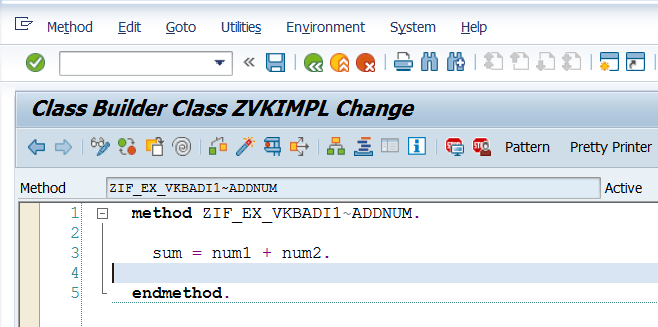 Method Edit Goto Utilities Environment System Help
Class Builder Class ZVKIMPL Change
Pattern Pretty Printer
Method ZIF_EX_VKBADI1~ADDNUM Active
1 method ZIF_EX_VKBADI1~ADDNUM.
2
3 sum = num1 + num2.
4
5 endmethod.